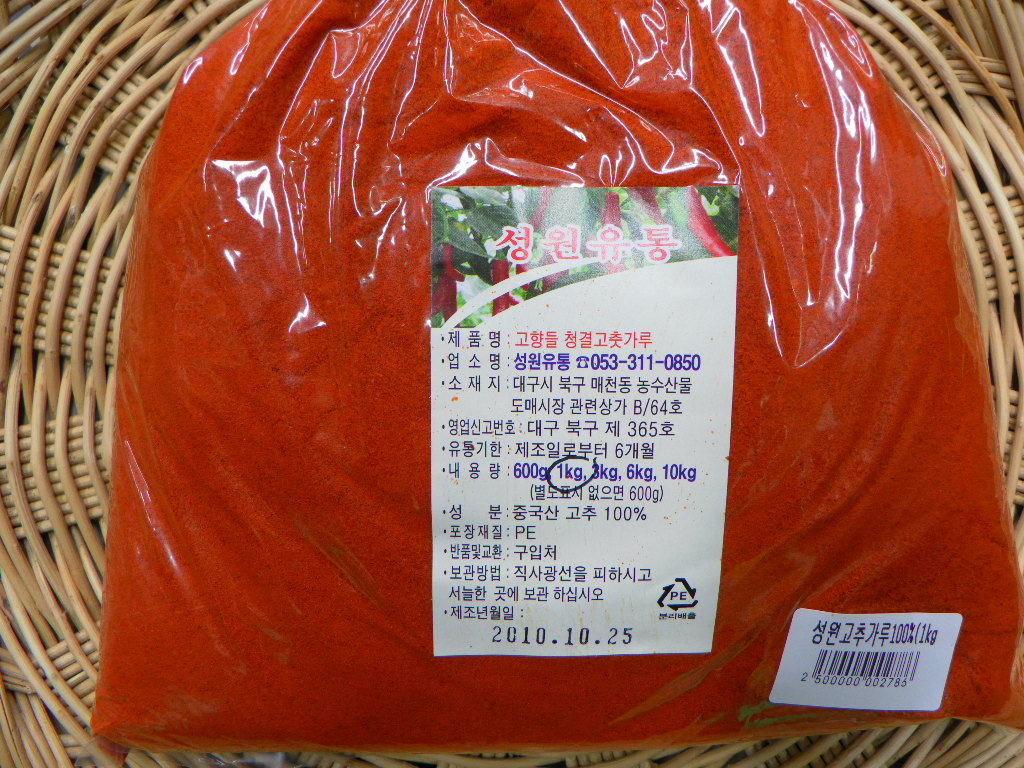 성원유통
·제 품 명 : 고향들 청결고춧가루
·업 소 명 : 성원유통 ☎053-311-0850
·소 재 지 : 대구시 북구 매천동 농수산물
도매시장 관련상가 B/64호
·영업신고번호 : 대구 북구 제 365호
·유통기한 : 제조일로부터 6개월
·내 용 량 : 600g, 1kg, 3kg, 6kg, 10kg
(별도표시 없으면 600g)
·성 분 : 중국산 고추 100%
·포장재질 : PE
·반품및교환 : 구입처
·보관방법 : 직사광선을 피하시고
서늘한 곳에 보관 하십시오
·제조년월일 :
2010.10.25
PE
분리배출
성원고추가루100%(1kg
2 500000 002786